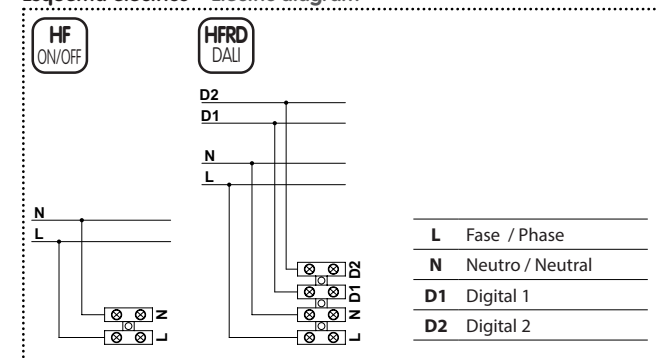 Esquema eléctrico - Electric diagram
HF
ON/OFF
HFRD
DALI
D2
D1
N
L
N
L
N
L
D2
D1
N
L
L Fase / Phase
N Neutro / Neutral
D1 Digital 1
D2 Digital 2